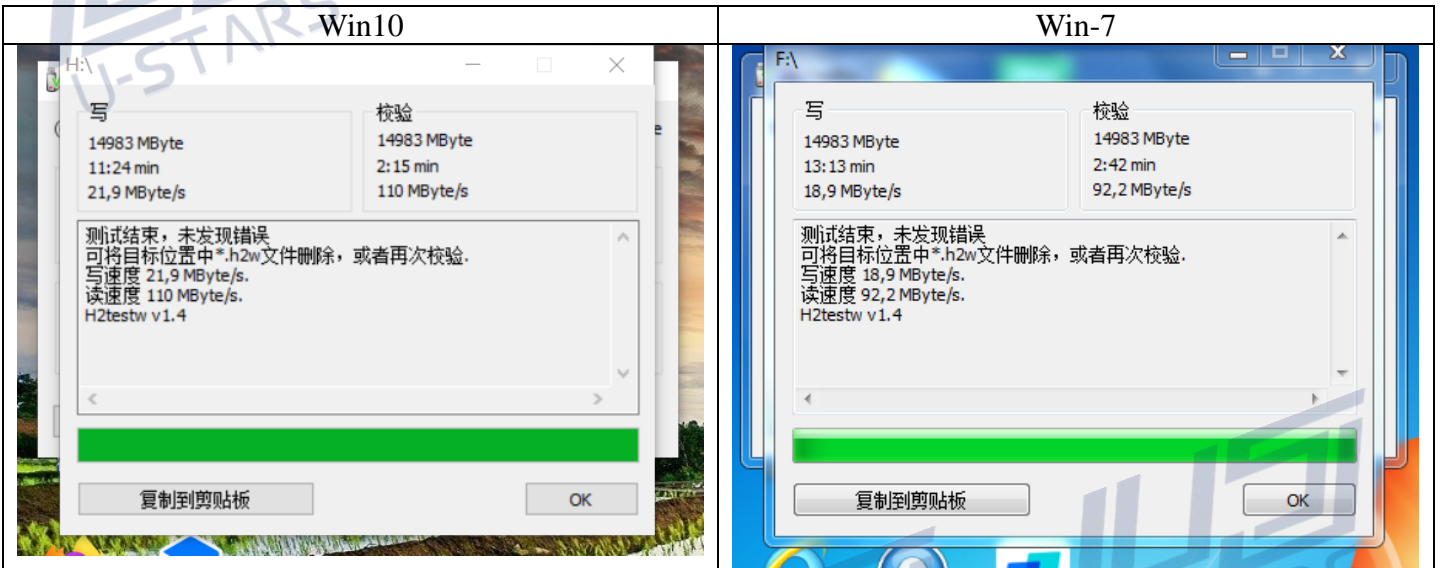 Win10
Win-7
U-STARS
H:\
写
校验
14983 MByte
14983 MByte
11:24 min
2:15 min
21,9 MByte/s
110 MByte/s
测试结束，未发现错误
可将目标位置中*.h2w文件删除，或者再次校验.
写速度 21,9 MByte/s.
读速度 110 MByte/s.
H2testw v1.4
复制到剪贴板
OK
F:\
写
校验
14983 MByte
14983 MByte
13:13 min
2:42 min
18,9 MByte/s
92,2 MByte/s
测试结束，未发现错误
可将目标位置中*.h2w文件删除，或者再次校验.
写速度 18,9 MByte/s.
读速度 92,2 MByte/s.
H2testw v1.4
复制到剪贴板
OK